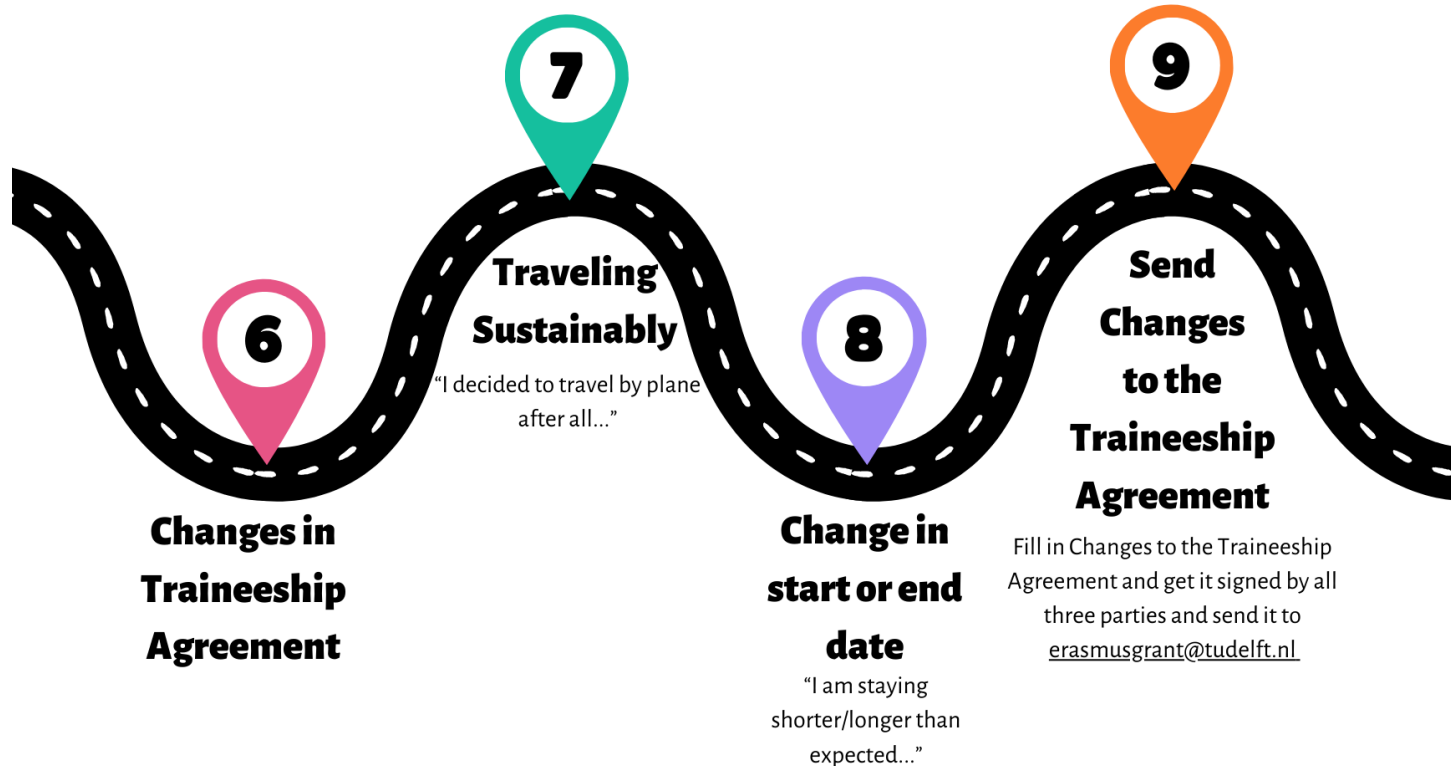 6
Changes in
Traineeship
Agreement
7
Traveling
Sustainably
“I decided to travel by plane
after all...”
8
Change in
start or end
date
“I am staying
shorter/longer than
expected...”
9
Send
Changes
to the
Traineeship
Agreement
Fill in Changes to the Traineeship
Agreement and get it signed by all
three parties and send it to
erasmusgrant@tudelft.nl